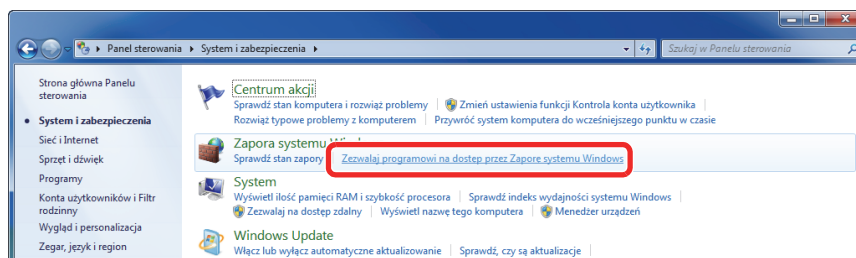 Panel sterowania System i zabezpieczenia Szukaj w Panelu sterowania
Strona główna Panelu
sterowania
System i zabezpieczenia
Sieć i Internet
Sprzęt i dźwięk
Programy
Konta użytkowników i Filtr
rodzinny
Wygląd i personalizacja
Zegar, język i region
Centrum akcji
Sprawdź stan komputera i rozwiąż problemy Zmień ustawienia funkcji Kontrola konta użytkownika
Rozwiąż typowe problemy z komputerem Przywróć system komputera do wcześniejszego punktu w czasie
Zapora systemu
Sprawdź stan zapory Zezwalaj programowi na dostęp przez Zaporę systemu Windows
System
Wyświetl ilość pamięci RAM i szybkość procesora Sprawdź indeks wydajności systemu Windows
Zezwalaj na dostęp zdalny Wyświetl nazwę tego komputera Menedżer urządzeń
Windows Update
Włącz lub wyłącz automatyczne aktualizowanie Sprawdź, czy są aktualizacje